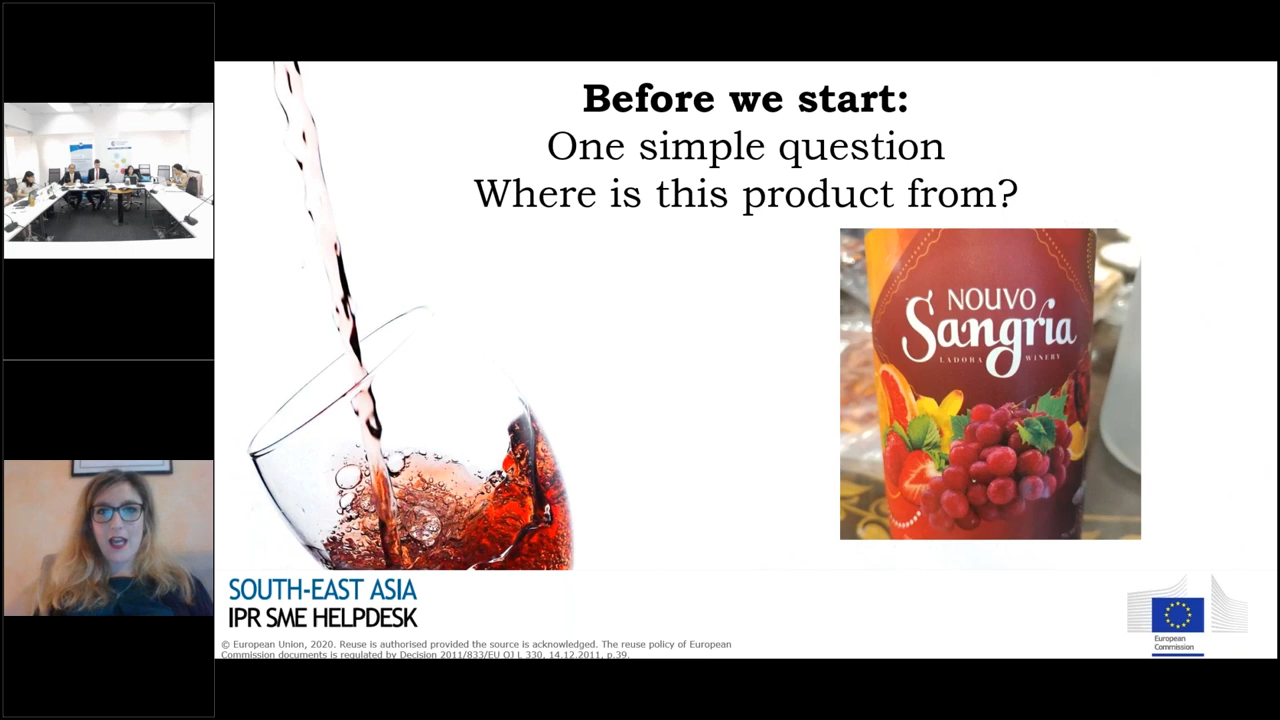 Before we start:
One simple question
Where is this product from?
NOUVO
Sangria
LADORA WINERY
SOUTH-EAST ASIA
IPR SME HELPDESK
European
Commission
© European Union, 2020. Reuse is authorised provided the source is acknowledged. The reuse policy of European
Commission documents is regulated by Decision 2011/833/EU OJ L 330, 14.12.2011, p.39.